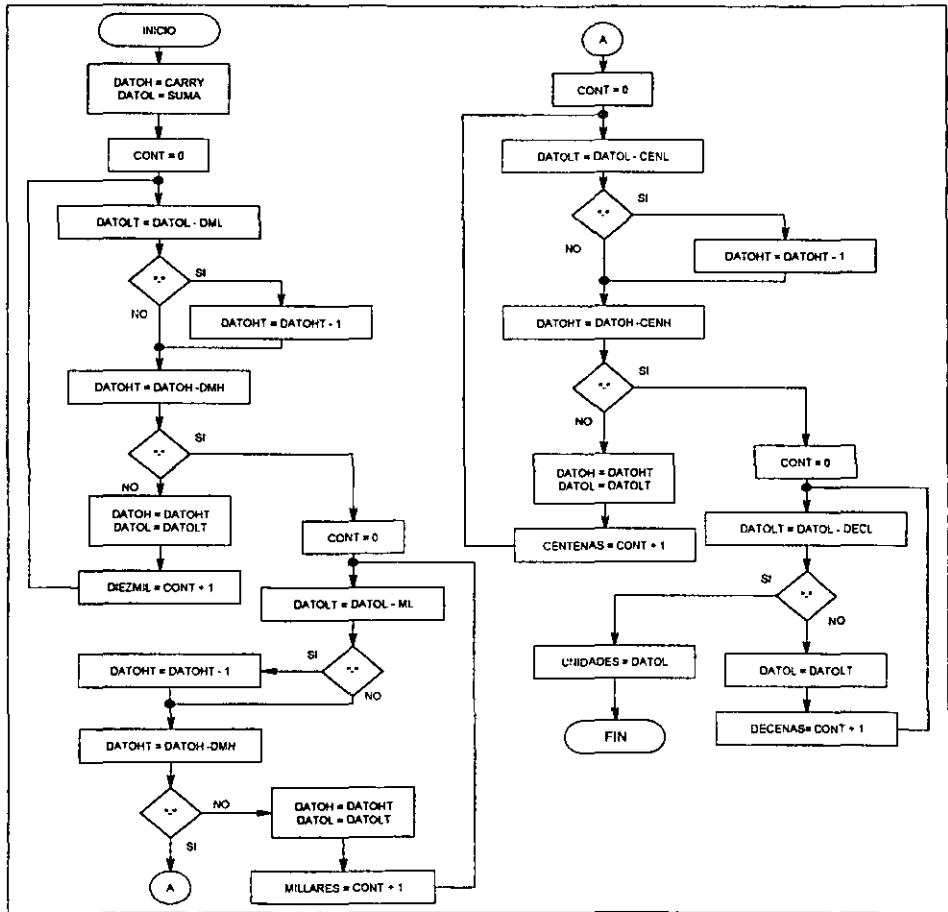 INICIO
DATOH = CARRY
DATOL = SUMA
CONT = 0
DATOLT = DATOL - DML
"-"
SI
NO
DATOHT = DATOHT - 1
DATOHT = DATOH -DMH
"-"
SI
NO
DATOH = DATOHT
DATOL = DATOLT
DIEZMIL = CONT + 1
CONT = 0
DATOLT = DATOL - ML
"-"
SI
NO
DATOHT = DATOHT - 1
DATOHT = DATOH -DMH
"-"
NO
SI
DATOH = DATOHT
DATOL = DATOLT
MILLARES = CONT + 1
A
A
CONT = 0
DATOLT = DATOL - CENL
"-"
SI
NO
DATOHT = DATOHT - 1
DATOHT = DATOH -CENH
"-"
SI
NO
DATOH = DATOHT
DATOL = DATOLT
CENTENAS = CONT + 1
CONT = 0
DATOLT = DATOL - DECL
"-"
SI
NO
UNIDADES = DATOL
DATOL = DATOLT
DECENAS= CONT + 1
FIN